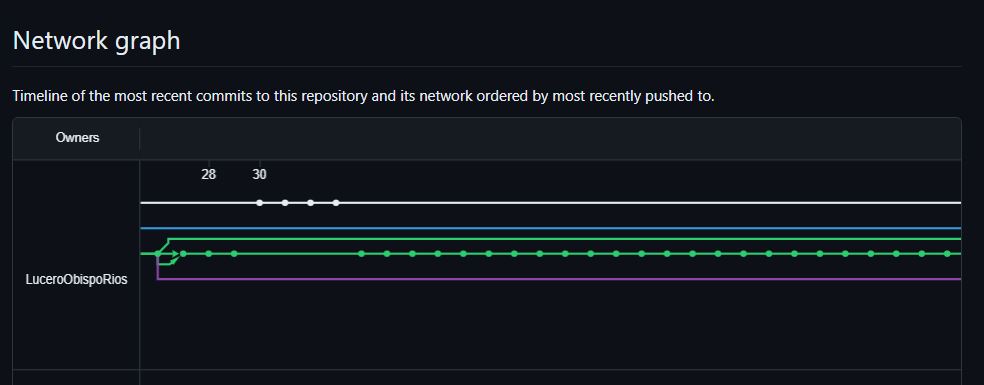 Network graph
Timeline of the most recent commits to this repository and its network ordered by most recently pushed to.
Owners
28 30
LuceroObispoRios